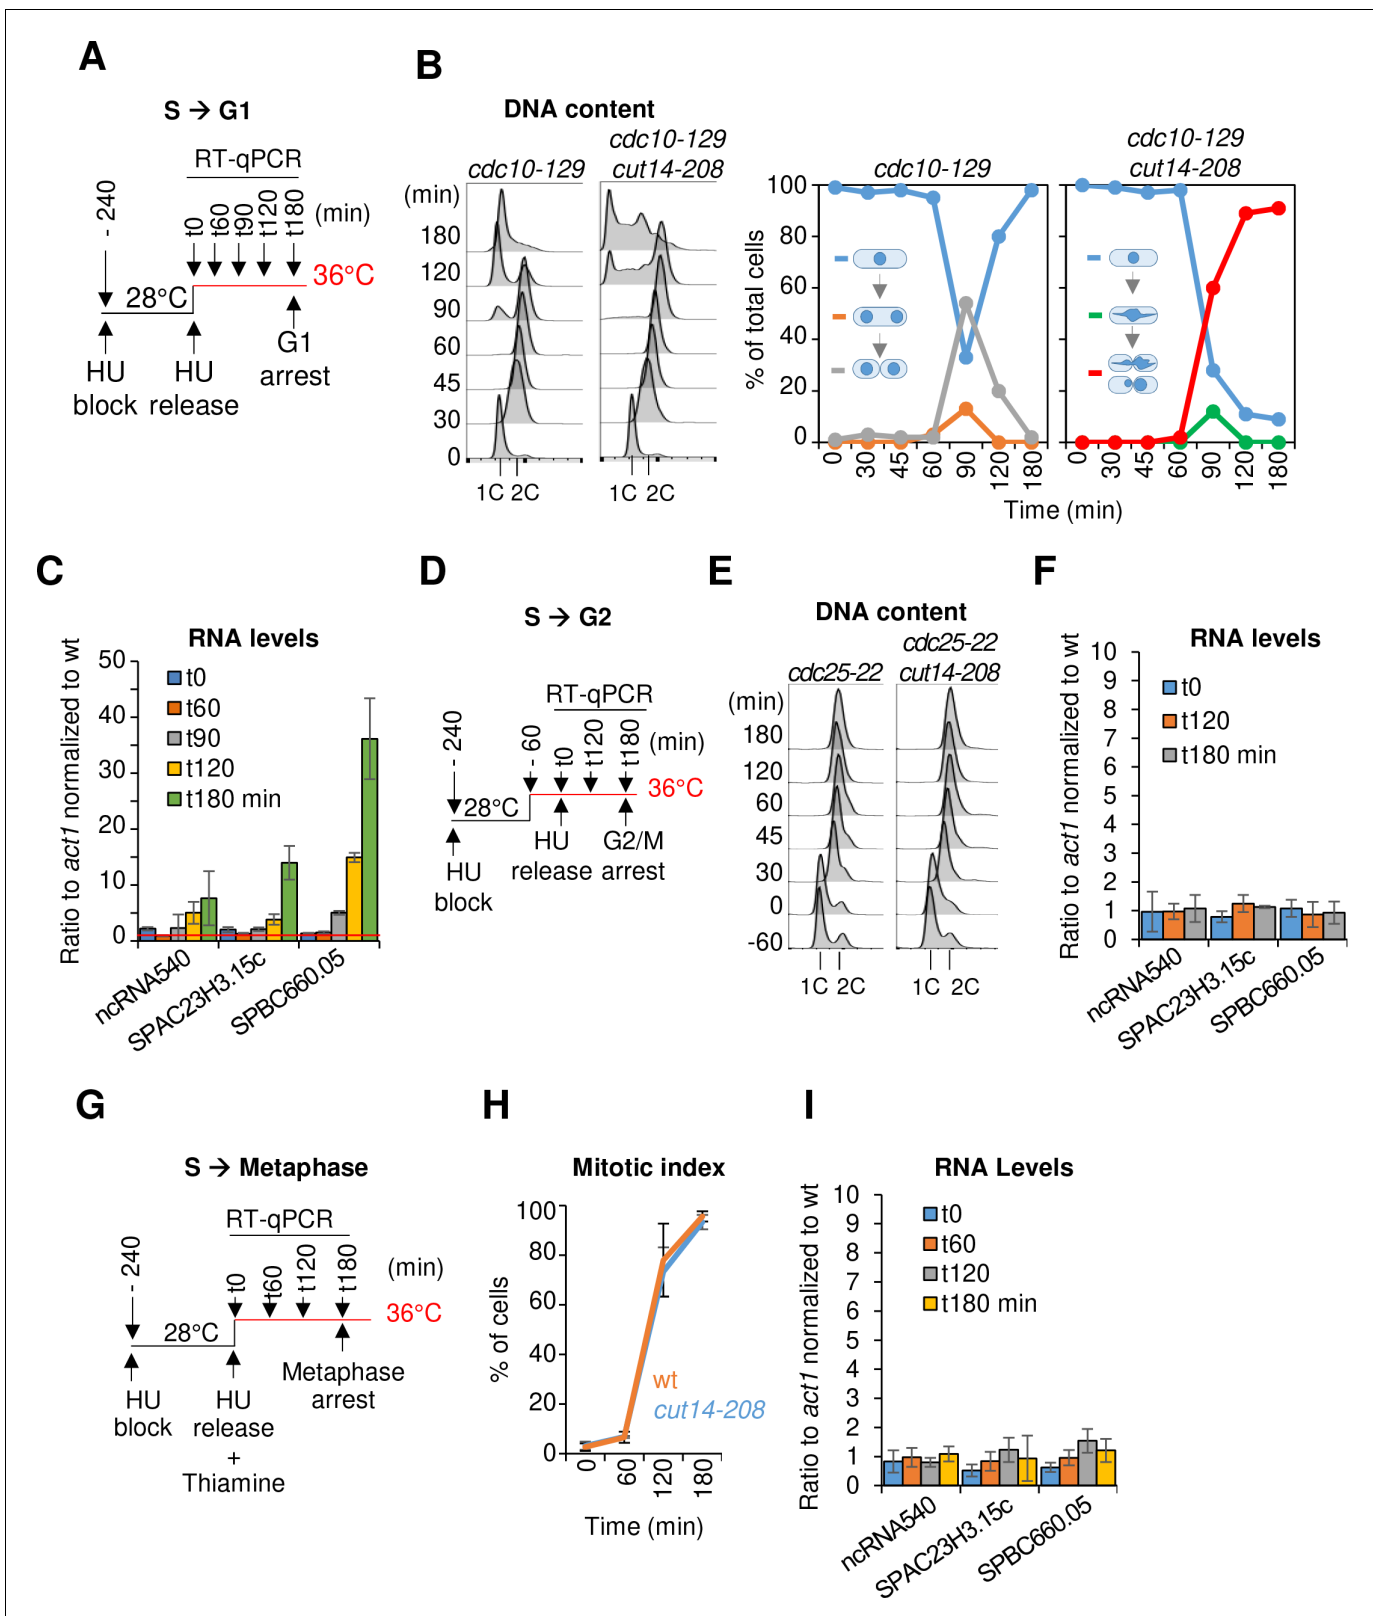 A
S → G1
RT-qPCR
- 240
t0
t60
t90
t120
t180
(min)
36°C
28°C
HU
block
HU
release
G1
arrest
B
DNA content
cdc10-129
cdc10-129
cut14-208
(min)
180
120
90
60
45
30
0
1C 2C
1C 2C
cdc10-129
cdc10-129
cut14-208
% of total cells
100
80
60
40
20
0
0 30 45 60 90 120 180
0 30 45 60 90 120 180
Time (min)
C
RNA levels
Ratio to act1 normalized to wt
50
30
20
10
0
t0
t60
t90
t120
t180 min
ncRNA540
SPAC23H3.15c
SPBC660.05
D
S → G2
RT-qPCR
- 240
- 60
t0
t120
t180
(min)
36°C
28°C
HU
block
HU
release
G2/M
arrest
E
DNA content
cdc25-22
cdc25-22
cut14-208
(min)
180
120
60
45
30
0
-60
1C 2C
1C 2C
F
RNA levels
Ratio to act1 normalized to wt
10
9
8
7
6
5
4
3
2
1
0
t0
t120
t180 min
ncRNA540
SPAC23H3.15c
SPBC660.05
G
S → Metaphase
RT-qPCR
- 240
t0
t60
t120
t180
(min)
36°C
28°C
HU
block
HU
release
+
Thiamine
Metaphase
arrest
H
Mitotic index
% of cells
100
80
60
40
20
0
wt
cut14-208
0 60 120 180
Time (min)
I
RNA Levels
Ratio to act1 normalized to wt
10
9
8
7
6
5
4
3
2
1
0
t0
t60
t120
t180 min
ncRNA540
SPAC23H3.15c
SPBC660.05